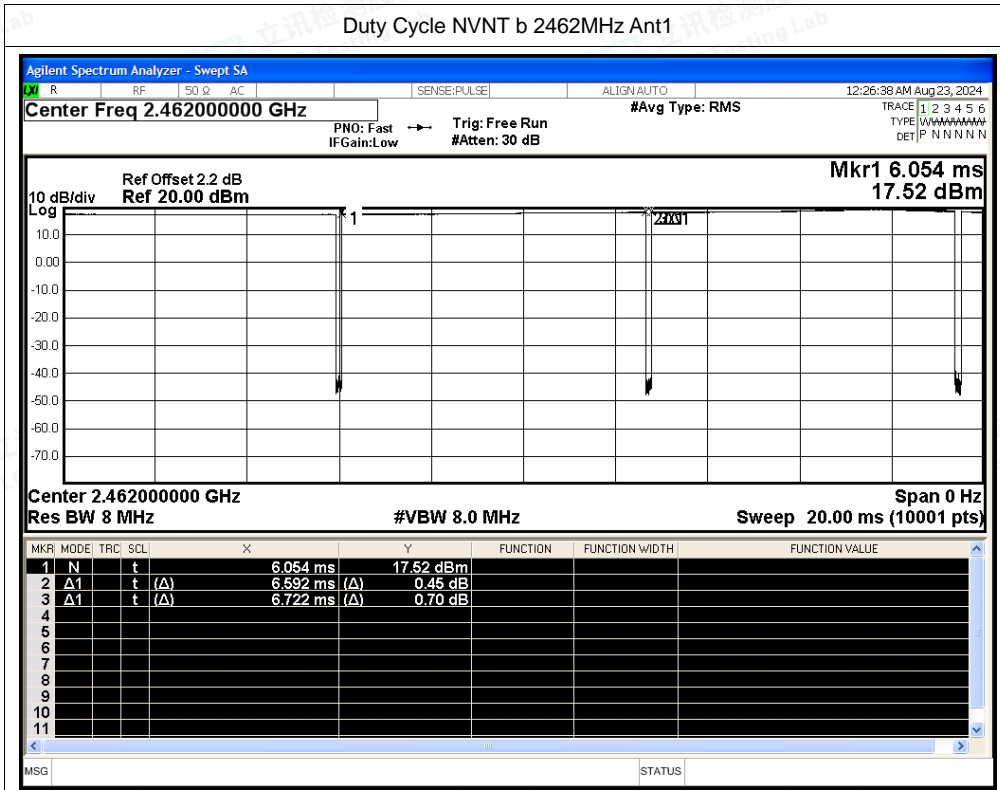 Duty Cycle NVNT b 2462MHz Ant1
Agilent Spectrum Analyzer - Swept SA
LXI R RF 50 Ω AC SENSE:PULSE ALIGN AUTO 12:26:38 AM Aug 23, 2024
Center Freq 2.462000000 GHz #Avg Type: RMS TRACE 1 2 3 4 5 6
PNO: Fast Trig: Free Run TYPE WWWWWW
IFGain:Low #Atten: 30 dB DET P N N N N N
Mkr1 6.054 ms
Ref Offset 2.2 dB
10 dB/div Ref 20.00 dBm 17.52 dBm
Log
1
10.0
0.00
-10.0
-20.0
-30.0
-40.0
-50.0
-60.0
-70.0
Center 2.462000000 GHz Span 0 Hz
Res BW 8 MHz #VBW 8.0 MHz Sweep 20.00 ms (10001 pts)
MKR MODE TRC SCL X Y FUNCTION FUNCTION WIDTH FUNCTION VALUE
1 N t 6.054 ms 17.52 dBm
2 Δ1 t (Δ) 6.592 ms (Δ) 0.45 dB
3 Δ1 t (Δ) 6.722 ms (Δ) 0.70 dB
4
5
6
7
8
9
10
11
MSG STATUS